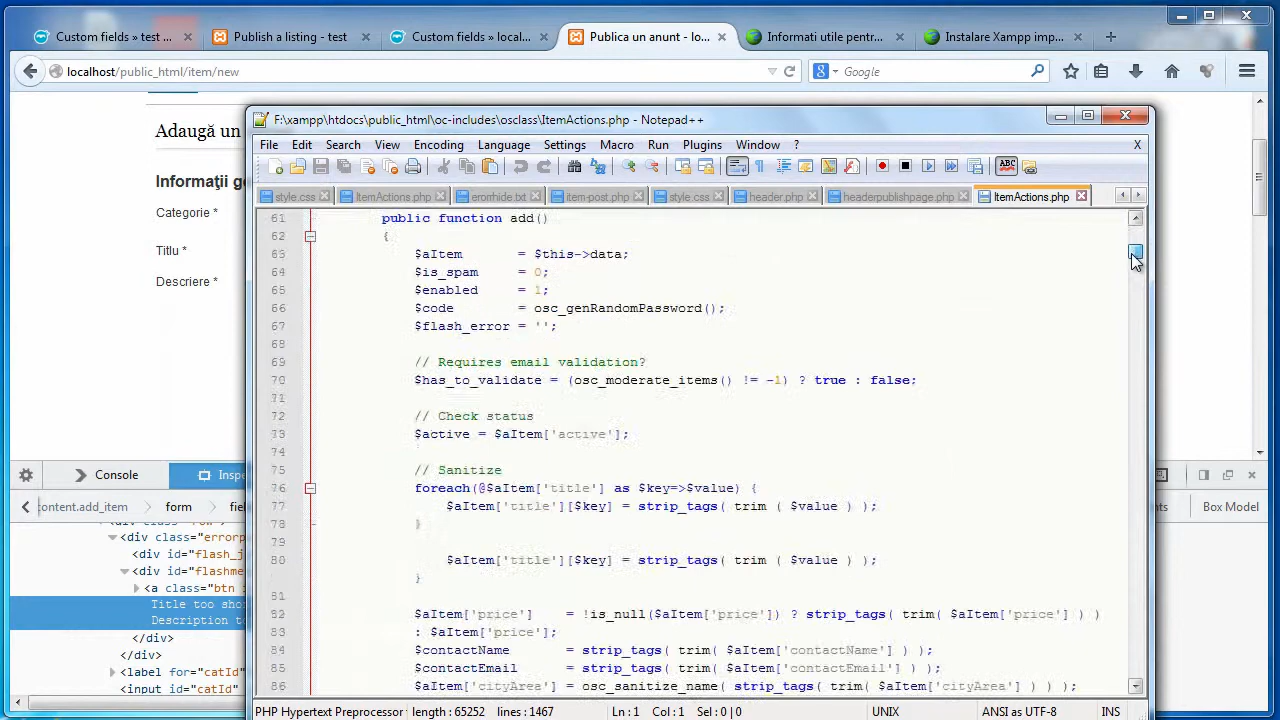 Custom fields » test ...
Publish a listing - test
Custom fields » local...
Publica un anunt - lo...
Informati utile pentr...
Instalare Xampp imp...
localhost/public_html/item/new
Google
Adaugă un
Informaţii ge
Categorie *
Titlu *
Descriere *
F:\xampp\htdocs\public_html\oc-includes\osclass\ItemActions.php - Notepad++
File Edit Search View Encoding Language Settings Macro Run Plugins Window ? X
style.css ItemActions.php errorhide.txt item-post.php style.css header.php headerpublishpage.php ItemActions.php
61 public function add()
62 {
63 $aItem = $this->data;
64 $is_spam = 0;
65 $enabled = 1;
66 $code = osc_genRandomPassword();
67 $flash_error = '';
68
69 // Requires email validation?
70 $has_to_validate = (osc_moderate_items() != -1) ? true : false;
71
72 // Check status
73 $active = $aItem['active'];
74
75 // Sanitize
76 foreach(@$aItem['title'] as $key=>$value) {
77 $aItem['title'][$key] = strip_tags( trim ( $value ) );
78 }
79
80 $aItem['title'][$key] = strip_tags( trim ( $value ) );
}
81
82 $aItem['price'] = !is_null($aItem['price']) ? strip_tags( trim( $aItem['price'] ) )
83 : $aItem['price'];
84 $contactName = strip_tags( trim( $aItem['contactName'] ) );
85 $contactEmail = strip_tags( trim( $aItem['contactEmail'] ) );
86 $aItem['cityArea'] = osc_sanitize_name( strip_tags( trim( $aItem['cityArea'] ) ) );
PHP Hypertext Preprocessor length : 65252 lines : 1467 Ln : 1 Col : 1 Sel : 0 | 0 UNIX ANSI as UTF-8 INS
Console
Inspe
:ontent.add_item
form
fie
Box Model
<div class="errorp
<div id="flash_j
<div id="flashme
<a class="btn
Title too sho
Description to
</div>
</div>
<label for="catId
<input id="catId"